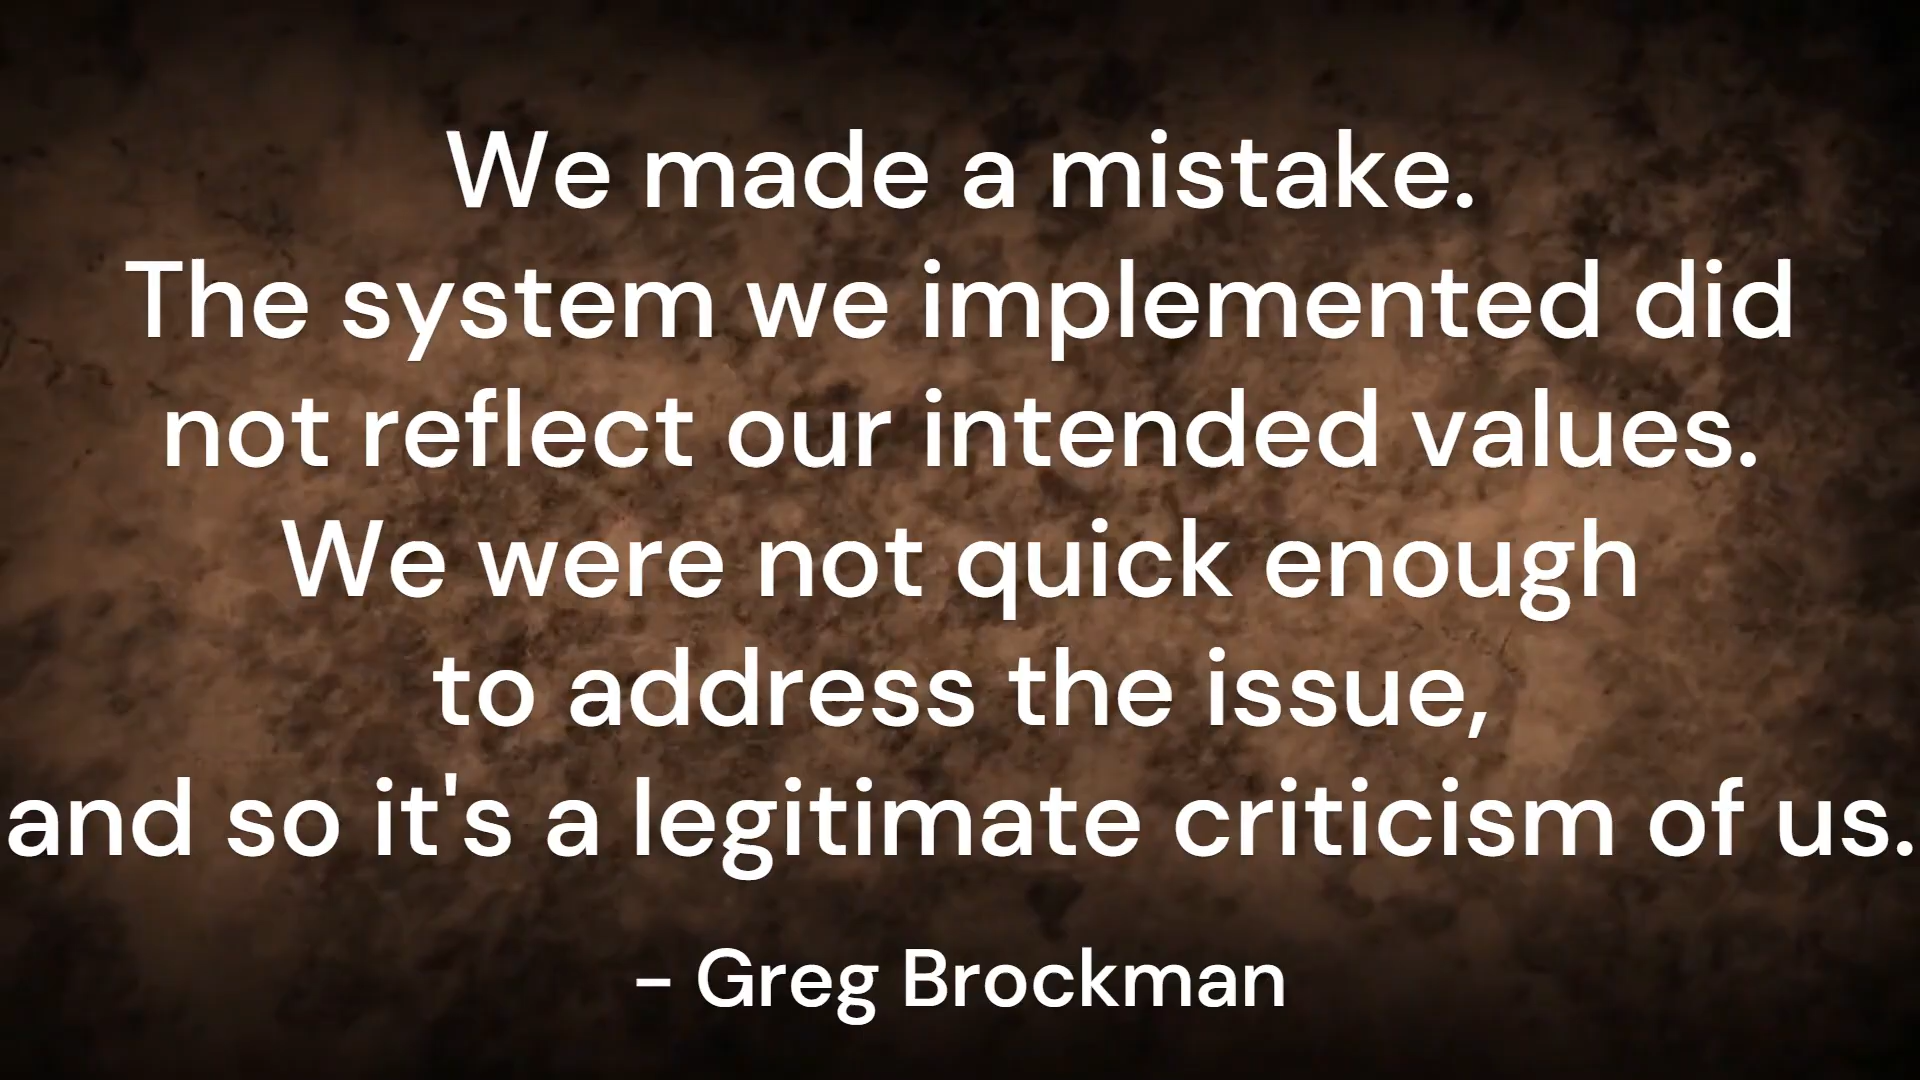 We made a mistake.
The system we implemented did
not reflect our intended values.
We were not quick enough
to address the issue,
and so it's a legitimate criticism of us.
– Greg Brockman